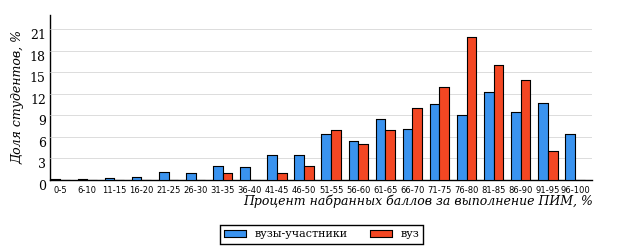 Доля студентов, %
21
18
15
12
9
6
3
0
0-5 6-10 11-15 16-20 21-25 26-30 31-35 36-40 41-45 46-50 51-55 56-60 61-65 66-70 71-75 76-80 81-85 86-90 91-95 96-100
Процент набранных баллов за выполнение ПИМ, %
вузы-участники вуз